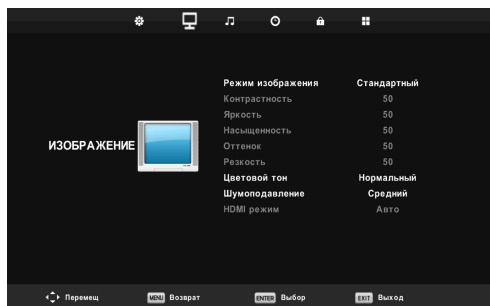 Режим изображения Стандартный
Контрастность 50
Яркость 50
Насыщенность 50
ИЗОБРАЖЕНИЕ
Оттенок 50
Резкость 50
Цветовой тон Нормальный
Шумоподавление Средний
HDMI режим Авто
Перемещ MENU Возврат ENTER Выбор EXIT Выход